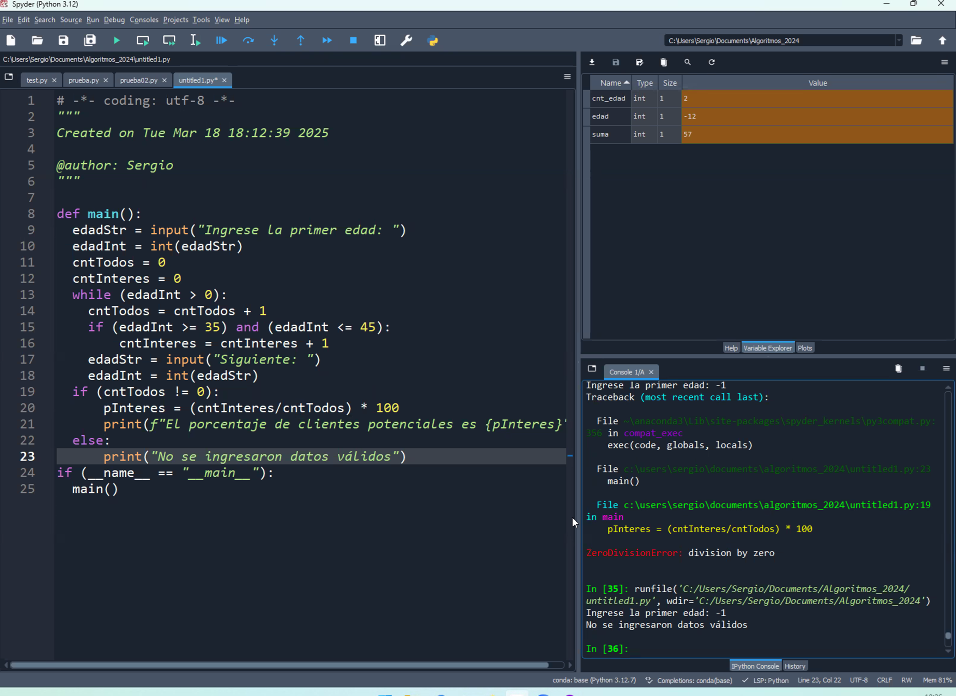 Spyder (Python 3.12)
File Edit Search Source Run Debug Consoles Projects Tools View Help
C:\Users\Sergio\Documents\Algoritmos_2024
C:\Users\Sergio\Documents\Algoritmos_2024\untitled1.py
test.py prueba.py prueba02.py untitled1.py*
1 # -*- coding: utf-8 -*-
2 """
3 Created on Tue Mar 18 18:12:39 2025
4
5 @author: Sergio
6 """
7
8 def main():
9 edadStr = input("Ingrese la primer edad: ")
10 edadInt = int(edadStr)
11 cntTodos = 0
12 cntInteres = 0
13 while (edadInt > 0):
14 cntTodos = cntTodos + 1
15 if (edadInt >= 35) and (edadInt <= 45):
16 cntInteres = cntInteres + 1
17 edadStr = input("Siguiente: ")
18 edadInt = int(edadStr)
19 if (cntTodos != 0):
20 pInteres = (cntInteres/cntTodos) * 100
21 print(f"El porcentaje de clientes potenciales es {pInteres}"
22 else:
23 print("No se ingresaron datos válidos")
24 if (__name__ == "__main__"):
25 main()
Name Type Size Value
cnt_edad int 1 2
edad int 1 -12
suma int 1 57
Help Variable Explorer Plots
Console 1/A
Ingrese la primer edad: -1
Traceback (most recent call last):
File ~\anaconda3\Lib\site-packages\spyder_kernels\py3compat.py:
356 in compat_exec
exec(code, globals, locals)
File c:\users\sergio\documents\algoritmos_2024\untitled1.py:23
main()
File c:\users\sergio\documents\algoritmos_2024\untitled1.py:19
in main
pInteres = (cntInteres/cntTodos) * 100
ZeroDivisionError: division by zero
In [35]: runfile('C:/Users/Sergio/Documents/Algoritmos_2024/
untitled1.py', wdir='C:/Users/Sergio/Documents/Algoritmos_2024')
Ingrese la primer edad: -1
No se ingresaron datos válidos
In [36]:
IPython Console History
conda: base (Python 3.12.7) Completions: conda(base) LSP: Python Line 23, Col 22 UTF-8 CRLF RW Mem 81%